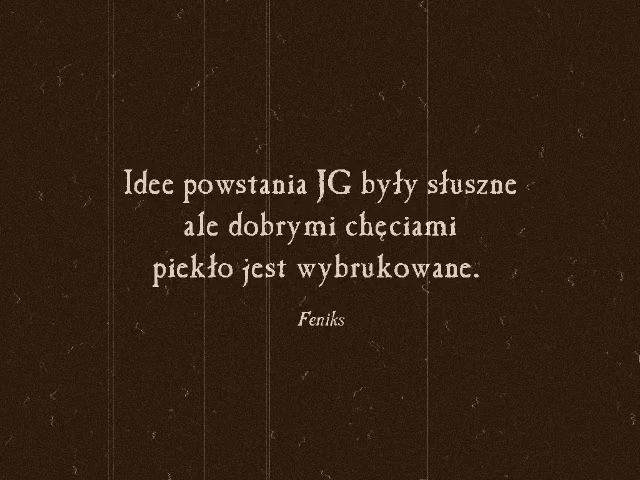 Idee powstania JG były słuszne
ale dobrymi chęciami
piekło jest wybrukowane.
Feniks